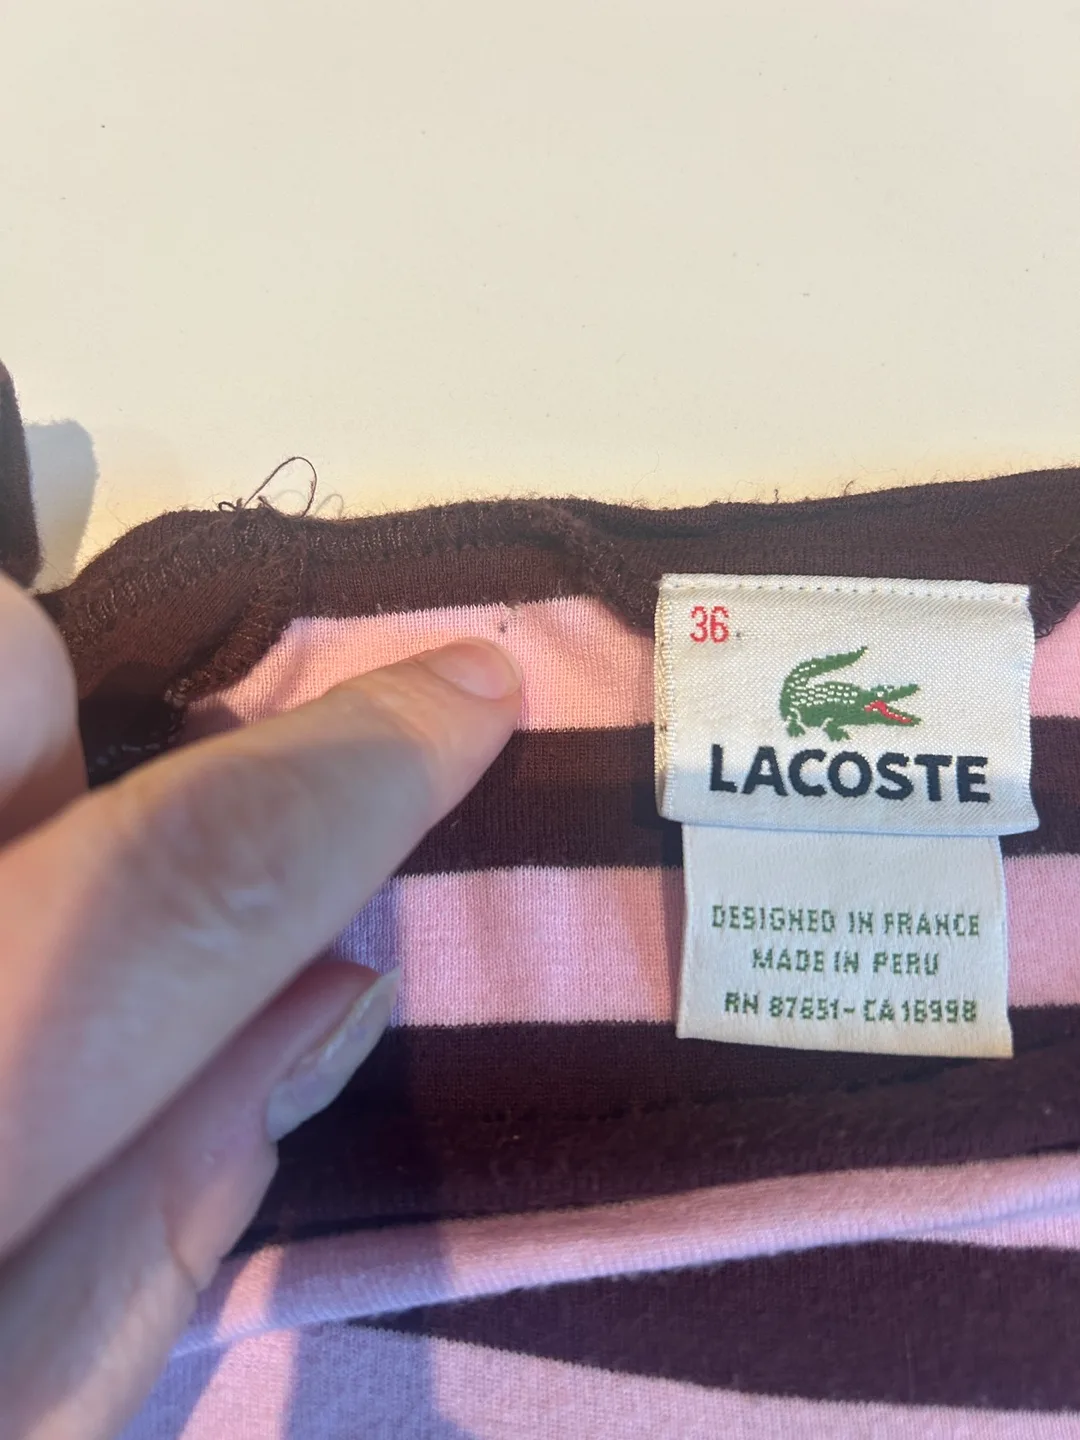 36
LACOSTE
DESIGNED IN FRANCE
MADE IN PERU
RN 87651-CA 16998